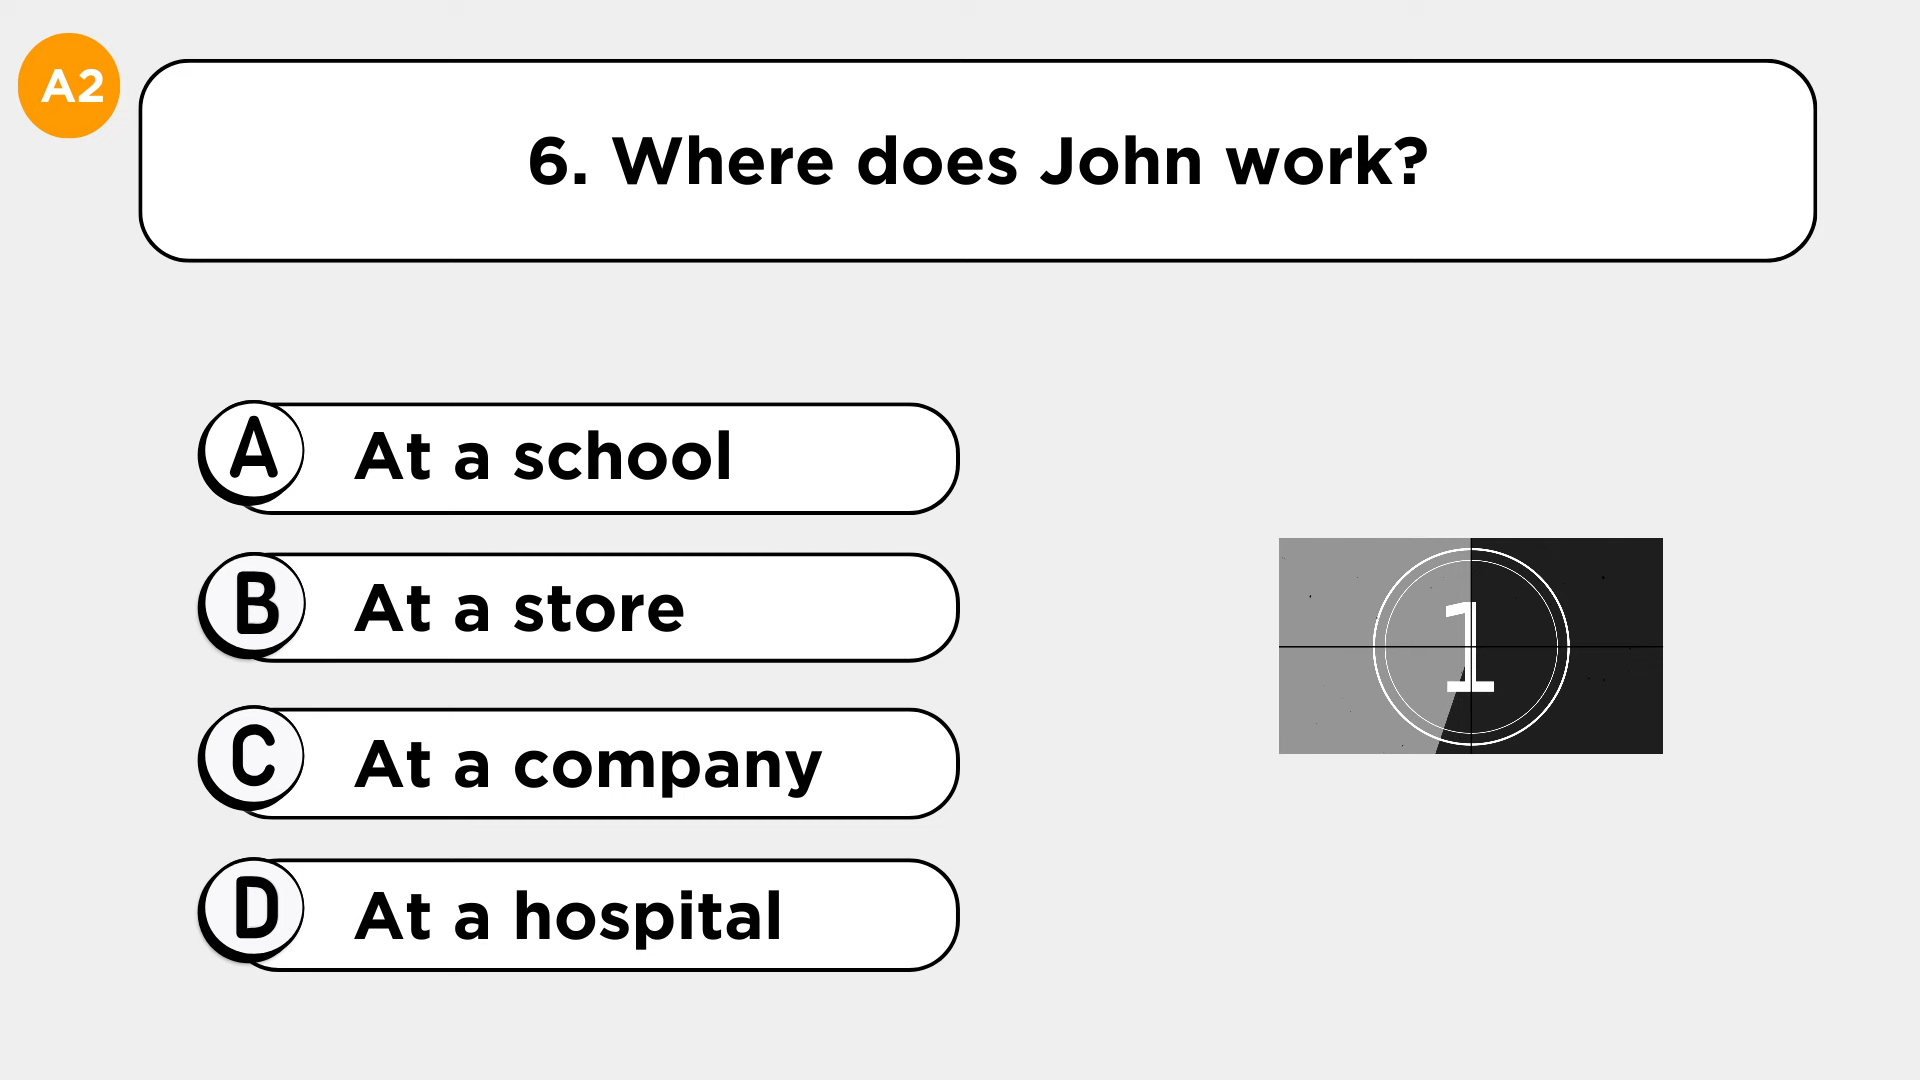 A2
6. Where does John work?
A At a school
B At a store
C At a company
D At a hospital
1